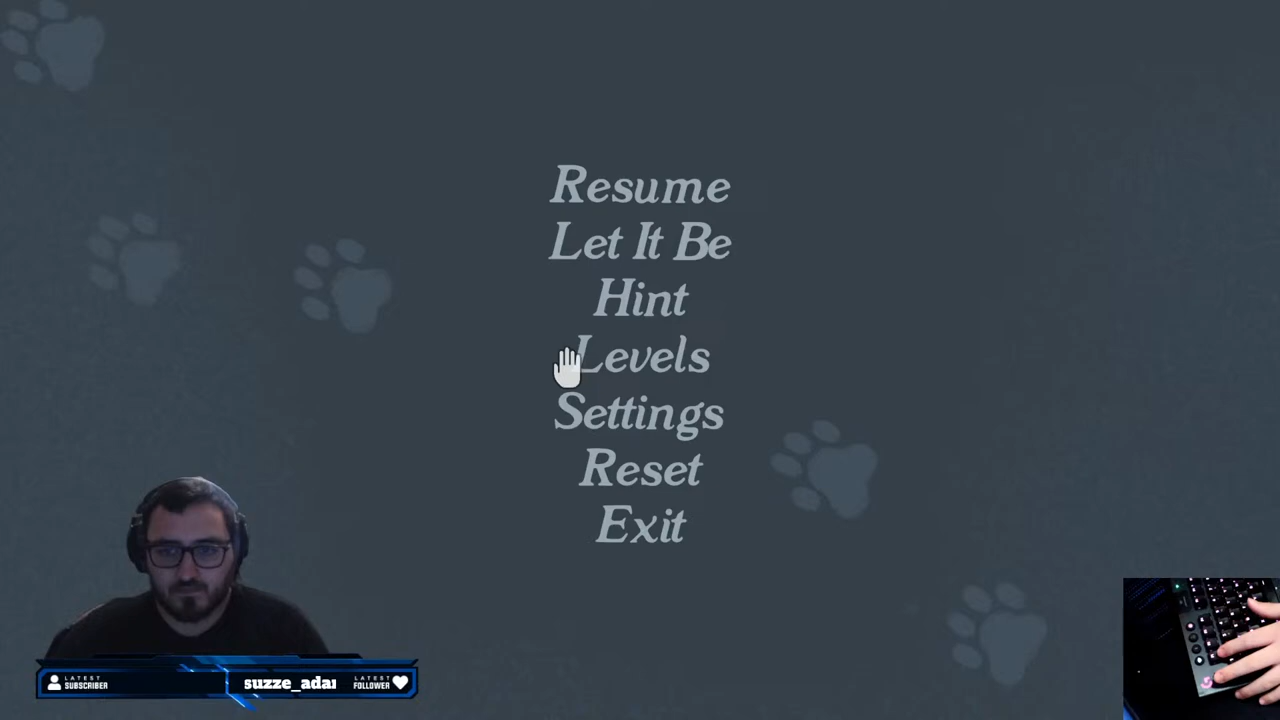 Resume
Let It Be
Hint
Levels
Settings
Reset
Exit
LATEST
SUBSCRIBER
suzze_adaı
LATEST
FOLLOWER